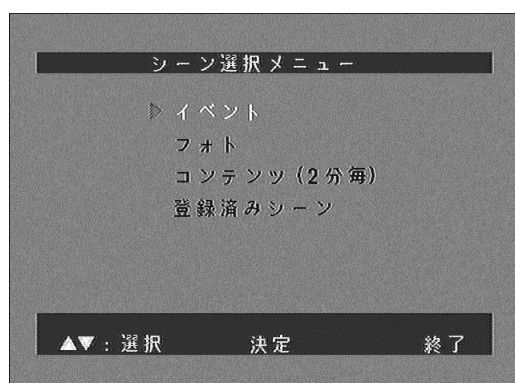 シーン選択メニュー
▷ イベント
フォト
コンテンツ(2分毎)
登録済みシーン
▲▼:選択 決定 終了